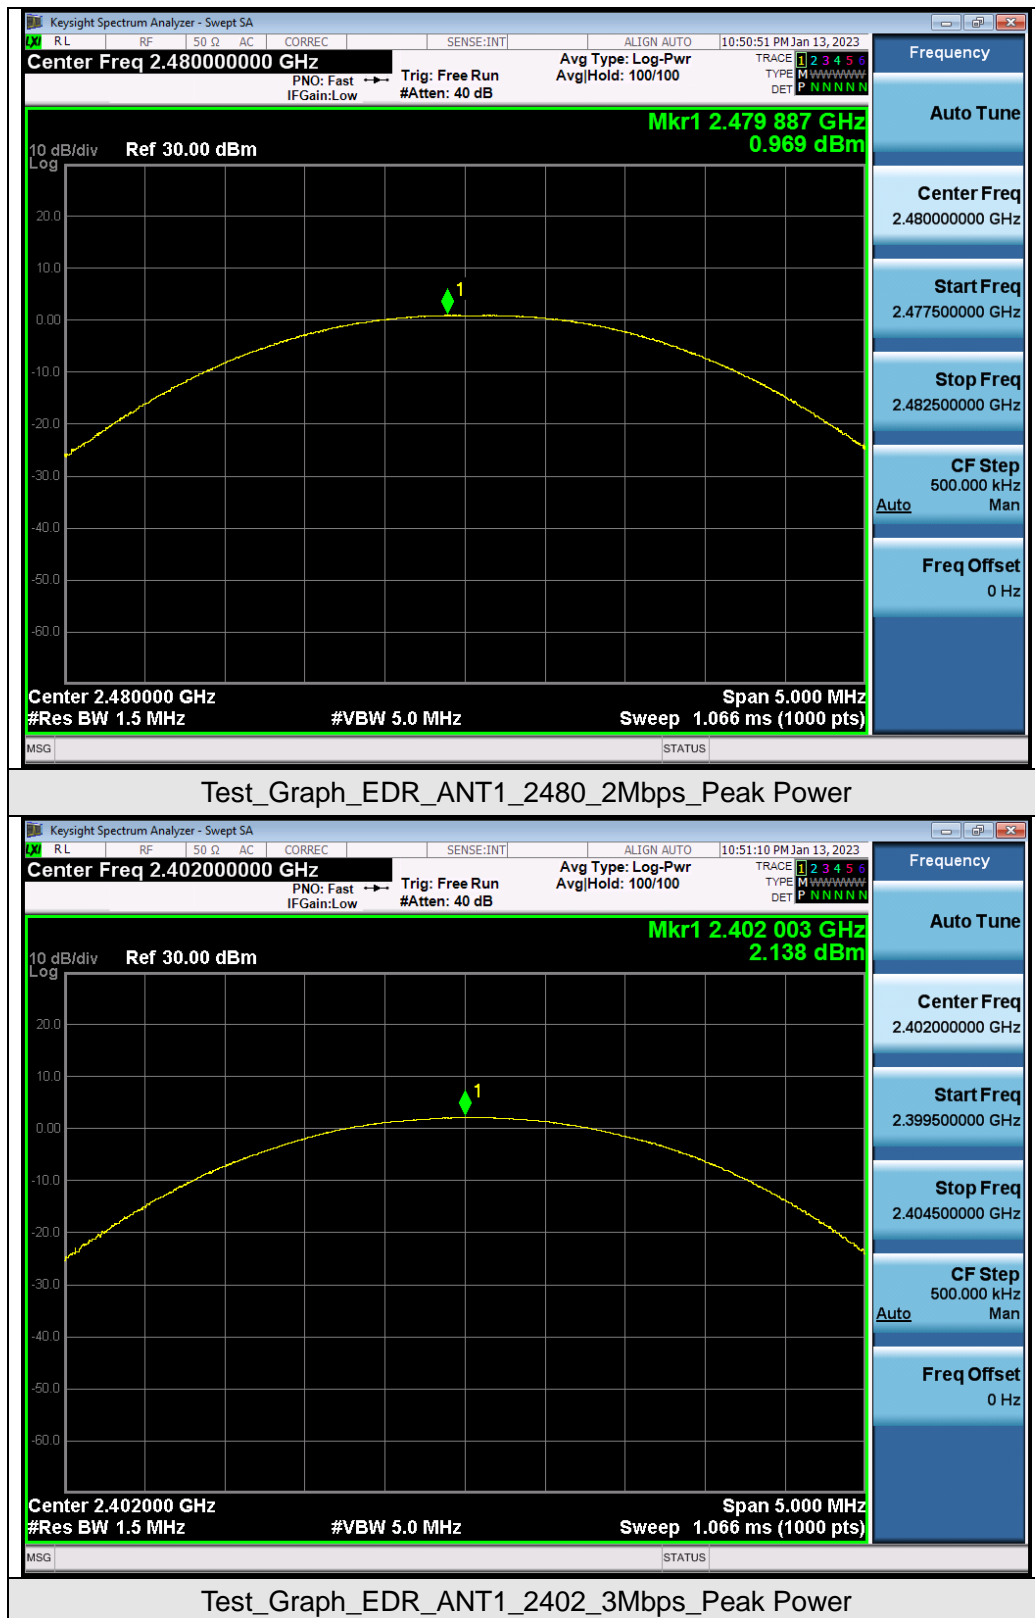 Keysight Spectrum Analyzer - Swept SA
LXI RL RF 50 Ω AC CORREC SENSE:INT ALIGN AUTO 10:50:51 PM Jan 13, 2023
Center Freq 2.480000000 GHz
PNO: Fast
IFGain:Low
Trig: Free Run
#Atten: 40 dB
Avg Type: Log-Pwr
Avg|Hold: 100/100
TRACE 1 2 3 4 5 6
TYPE M WWWWW
DET P N N N N N
Mkr1 2.479 887 GHz
0.969 dBm
10 dB/div Ref 30.00 dBm
Log
20.0
10.0
0.00
-10.0
-20.0
-30.0
-40.0
-50.0
-60.0
1
Center 2.480000 GHz Span 5.000 MHz
#Res BW 1.5 MHz #VBW 5.0 MHz Sweep 1.066 ms (1000 pts)
MSG STATUS
Frequency
Auto Tune
Center Freq
2.480000000 GHz
Start Freq
2.477500000 GHz
Stop Freq
2.482500000 GHz
CF Step
500.000 kHz
Auto Man
Freq Offset
0 Hz
Test_Graph_EDR_ANT1_2480_2Mbps_Peak Power
Keysight Spectrum Analyzer - Swept SA
LXI RL RF 50 Ω AC CORREC SENSE:INT ALIGN AUTO 10:51:10 PM Jan 13, 2023
Center Freq 2.402000000 GHz
PNO: Fast
IFGain:Low
Trig: Free Run
#Atten: 40 dB
Avg Type: Log-Pwr
Avg|Hold: 100/100
TRACE 1 2 3 4 5 6
TYPE M WWWWW
DET P N N N N N
Mkr1 2.402 003 GHz
2.138 dBm
10 dB/div Ref 30.00 dBm
Log
20.0
10.0
0.00
-10.0
-20.0
-30.0
-40.0
-50.0
-60.0
1
Center 2.402000 GHz Span 5.000 MHz
#Res BW 1.5 MHz #VBW 5.0 MHz Sweep 1.066 ms (1000 pts)
MSG STATUS
Frequency
Auto Tune
Center Freq
2.402000000 GHz
Start Freq
2.399500000 GHz
Stop Freq
2.404500000 GHz
CF Step
500.000 kHz
Auto Man
Freq Offset
0 Hz
Test_Graph_EDR_ANT1_2402_3Mbps_Peak Power